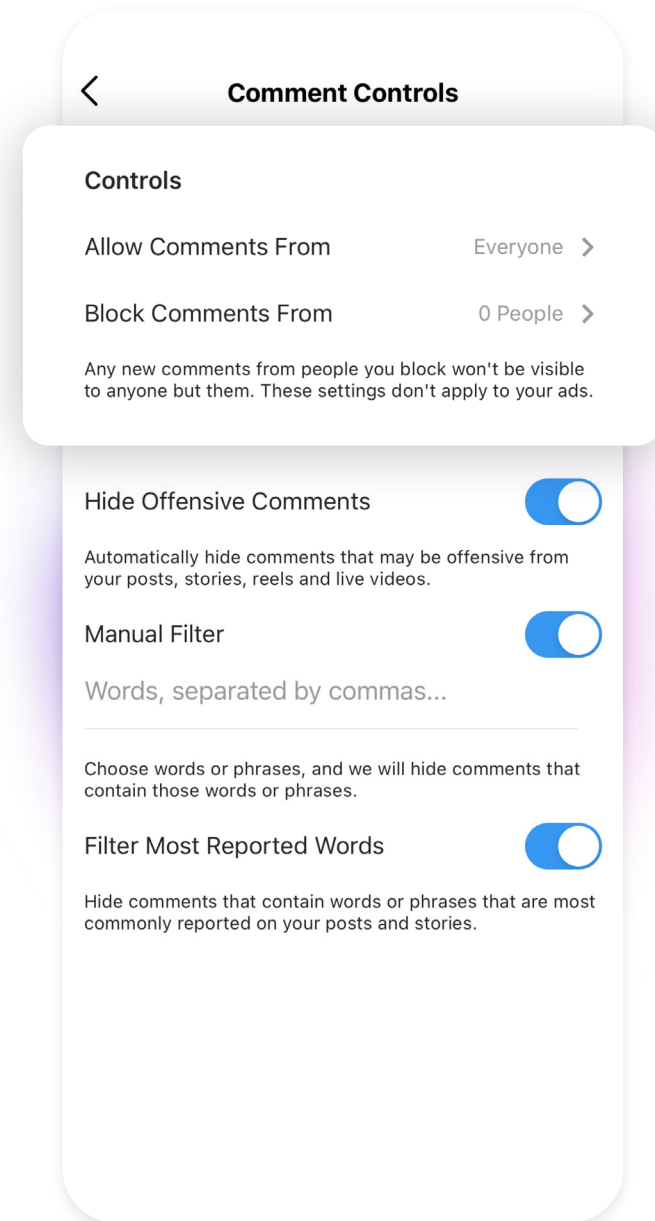 Comment Controls
Controls
Allow Comments From Everyone
Block Comments From 0 People
Any new comments from people you block won't be visible
to anyone but them. These settings don't apply to your ads.
Hide Offensive Comments
Automatically hide comments that may be offensive from
your posts, stories, reels and live videos.
Manual Filter
Words, separated by commas...
Choose words or phrases, and we will hide comments that
contain those words or phrases.
Filter Most Reported Words
Hide comments that contain words or phrases that are most
commonly reported on your posts and stories.